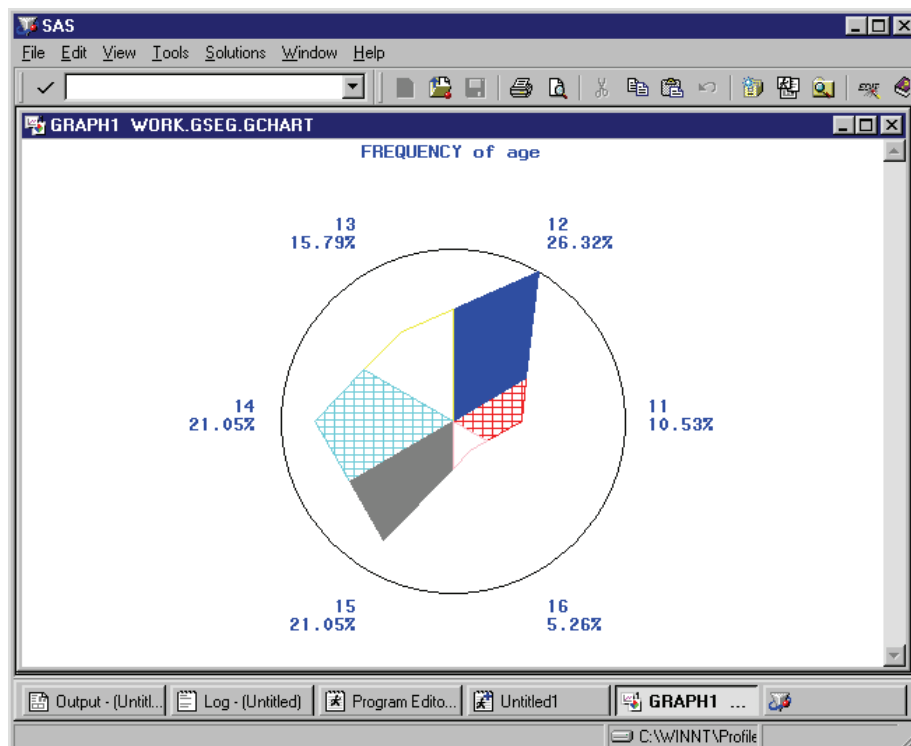 SAS
File Edit View Tools Solutions Window Help
GRAPH1 WORK.GSEG.GCHART
FREQUENCY of age
13
15.79%
12
26.32%
14
21.05%
11
10.53%
15
21.05%
16
5.26%
Output - (Untitl... Log - (Untitled) Program Edito... Untitled1 GRAPH1 ...
C:\WINNT\Profile